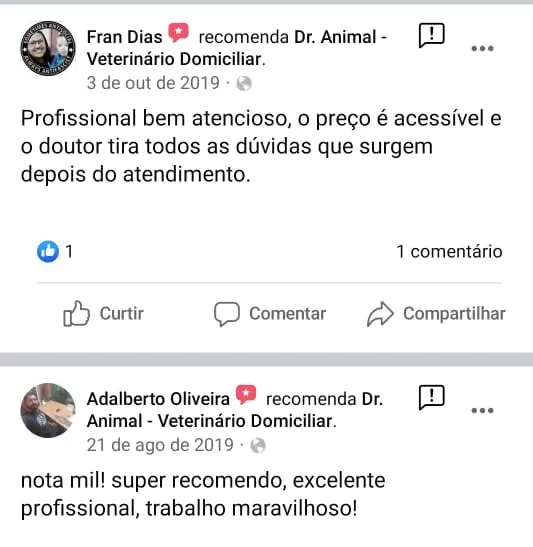 Fran Dias recomenda Dr. Animal -
Veterinário Domiciliar.
3 de out de 2019 ·
Profissional bem atencioso, o preço é acessível e
o doutor tira todos as dúvidas que surgem
depois do atendimento.
1
1 comentário
Curtir
Comentar
Compartilhar
Adalberto Oliveira recomenda Dr.
Animal - Veterinário Domiciliar.
21 de ago de 2019 ·
nota mil! super recomendo, excelente
profissional, trabalho maravilhoso!